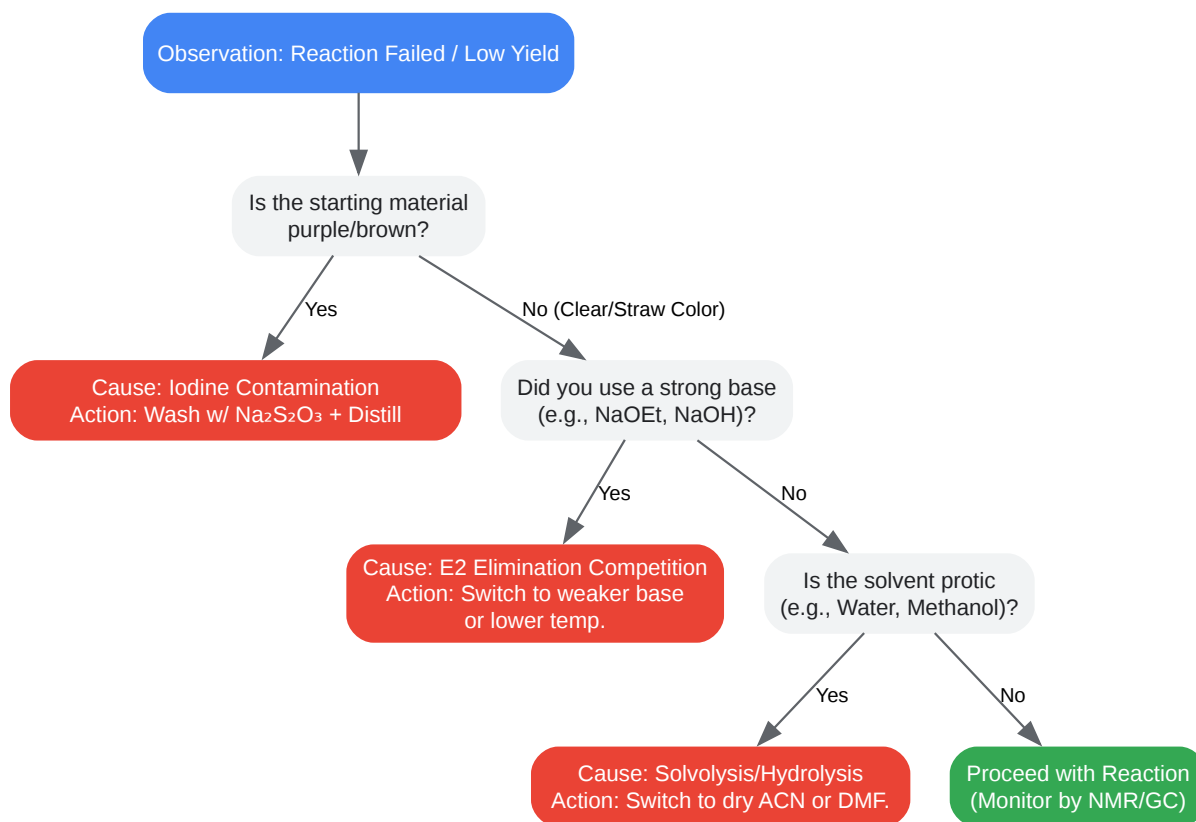 Observation: Reaction Failed / Low Yield
Is the starting material
purple/brown?
Yes
No (Clear/Straw Color)
Cause: Iodine Contamination
Action: Wash w/ Na₂S₂O₃ + Distill
Did you use a strong base
(e.g., NaOEt, NaOH)?
Yes
No
Cause: E2 Elimination Competition
Action: Switch to weaker base
or lower temp.
Is the solvent protic
(e.g., Water, Methanol)?
Yes
No
Cause: Solvolysis/Hydrolysis
Action: Switch to dry ACN or DMF.
Proceed with Reaction
(Monitor by NMR/GC)